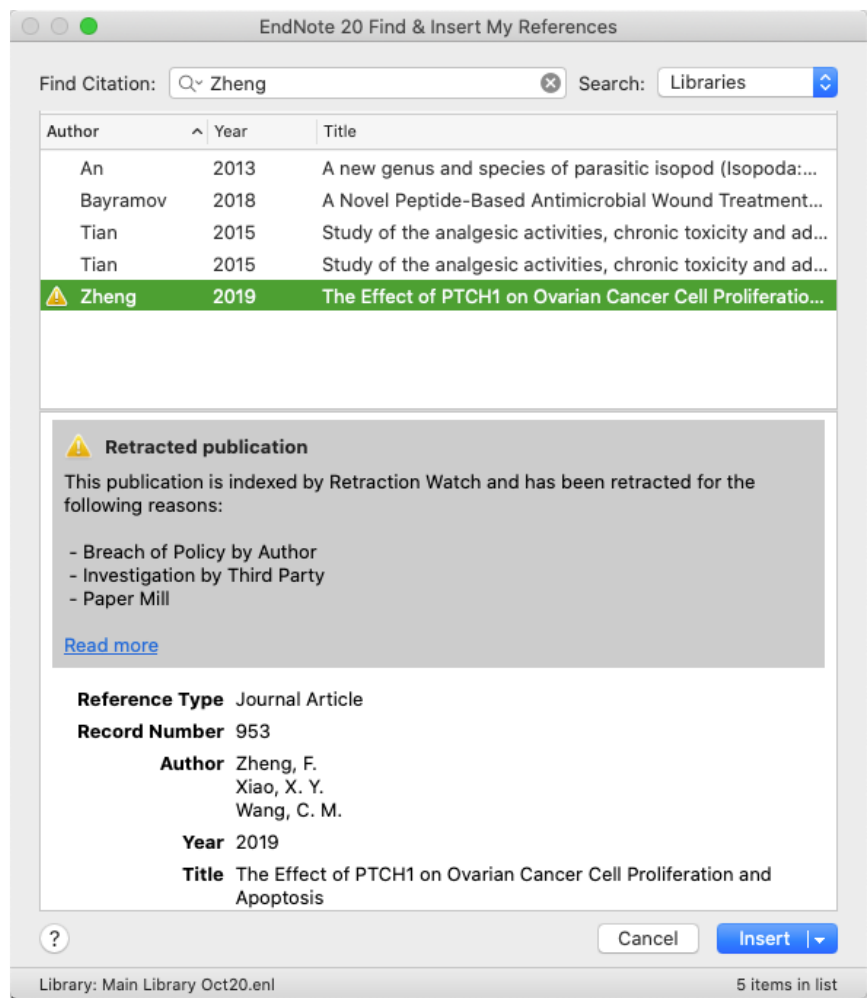 EndNote 20 Find & Insert My References
Find Citation: Zheng Search: Libraries
Author Year Title
An 2013 A new genus and species of parasitic isopod (Isopoda:...
Bayramov 2018 A Novel Peptide-Based Antimicrobial Wound Treatment...
Tian 2015 Study of the analgesic activities, chronic toxicity and ad...
Tian 2015 Study of the analgesic activities, chronic toxicity and ad...
Zheng 2019 The Effect of PTCH1 on Ovarian Cancer Cell Proliferatio...
Retracted publication
This publication is indexed by Retraction Watch and has been retracted for the
following reasons:
- Breach of Policy by Author
- Investigation by Third Party
- Paper Mill
Read more
Reference Type Journal Article
Record Number 953
Author Zheng, F.
Xiao, X. Y.
Wang, C. M.
Year 2019
Title The Effect of PTCH1 on Ovarian Cancer Cell Proliferation and
Apoptosis
? Cancel Insert
Library: Main Library Oct20.enl 5 items in list